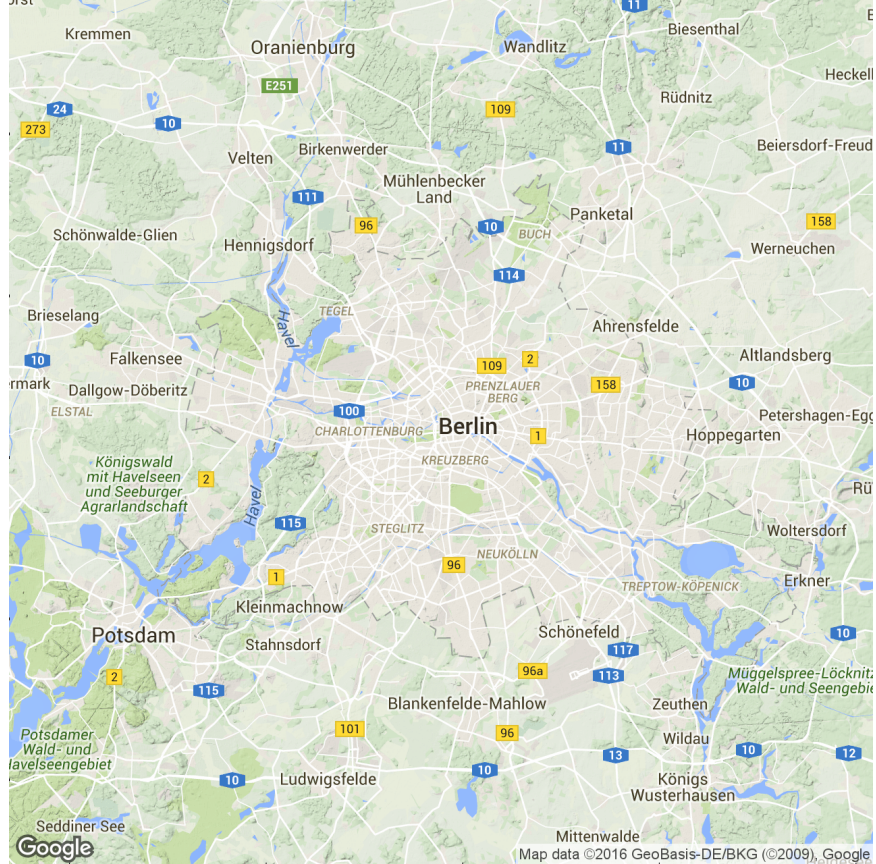 Kremmen
Oranienburg
Wandlitz
11
Biesenthal
E251
24
10
273
109
Rüdnitz
Velten
Birkenwerder
11
Beiersdorf-Freud
111
Mühlenbecker
Land
96
10
BUCH
Panketal
158
Schönwalde-Glien
Hennigsdorf
Werneuchen
114
TEGEL
Brieselang
Havel
Ahrensfelde
10
Falkensee
109
2
Altlandsberg
Dallgow-Döberitz
PRENZLAUER
BERG
158
10
ELSTAL
100
CHARLOTTENBURG
Berlin
1
Petershagen-Egg
Hoppegarten
KREUZBERG
Königswald
mit Havelseen
und Seeburger
Agrarlandschaft
2
Havel
115
STEGLITZ
NEUKÖLLN
Woltersdorf
96
1
TREPTOW-KÖPENICK
Erkner
Kleinmachnow
Potsdam
Stahnsdorf
Schönefeld
10
117
2
115
96a
113
Müggelspree-Löcknitz
Wald- und Seengebie
Blankenfelde-Mahlow
Zeuthen
Potsdamer
Wald- und
Havelseengebiet
101
96
Wildau
13
10
12
10
Ludwigsfelde
10
Königs
Wusterhausen
Seddiner See
Mittenwalde
Google
Map data ©2016 GeoBasis-DE/BKG (©2009), Google